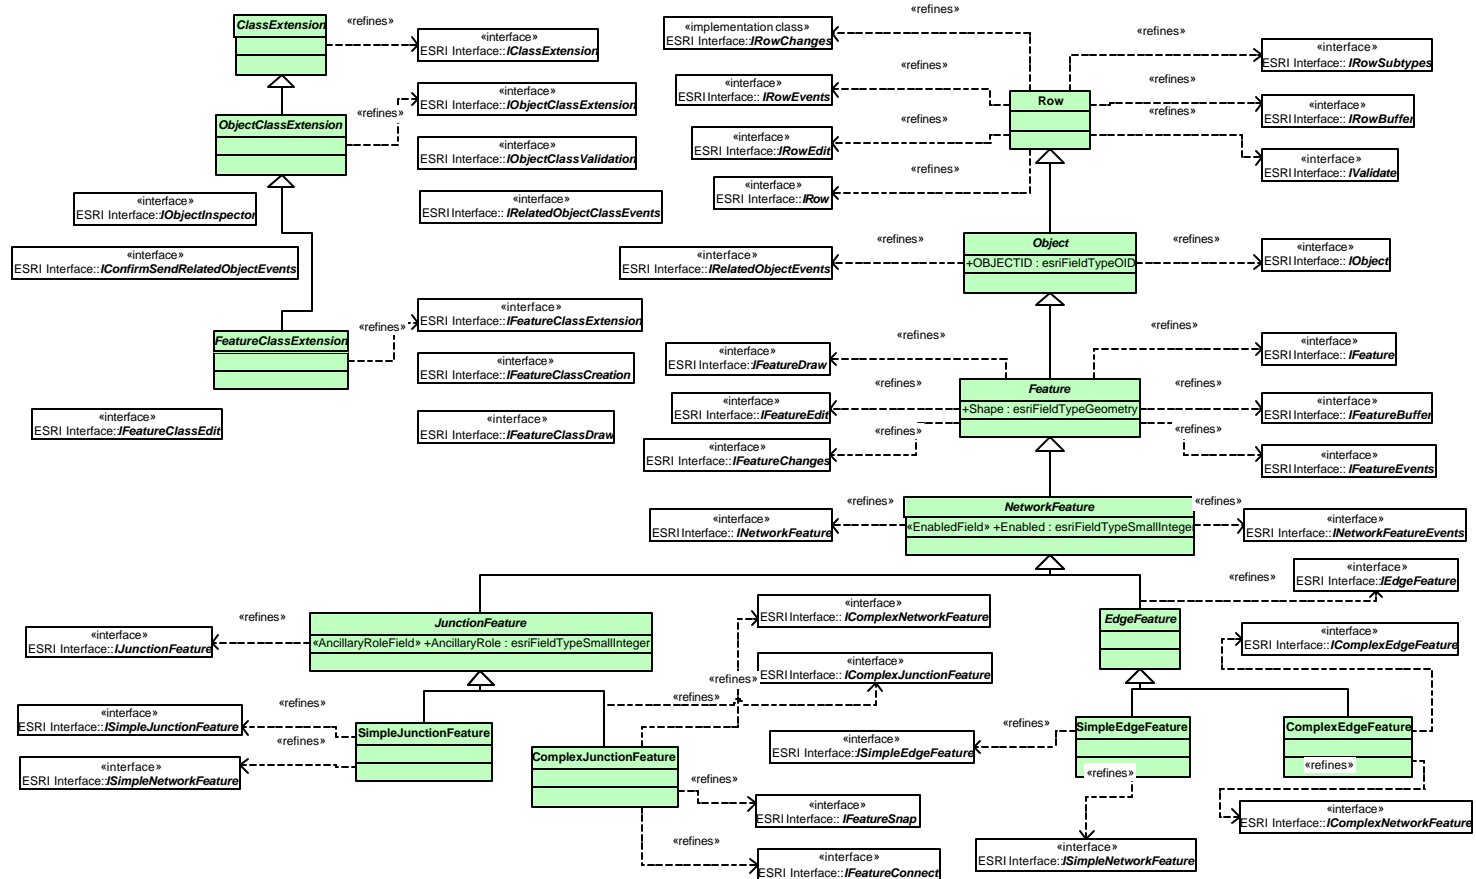 ClassExtension
«refines»
«interface»
ESRI Interface::IClassExtension
«interface»
ESRI Interface::IObjectClassExtension
«refines»
ObjectClassExtension
«interface»
ESRI Interface:: IObjectClassValidation
«interface»
ESRI Interface::IObjectInspector
«interface»
ESRI Interface:: IRelatedObjectClassEvents
«interface»
ESRI Interface::IConfirmSendRelatedObjectEvents
«interface»
ESRI Interface::IFeatureClassExtension
«refines»
FeatureClassExtension
«interface»
ESRI Interface::IFeatureClassCreation
«interface»
ESRI Interface::IFeatureClassEdit
«interface»
ESRI Interface::IFeatureClassDraw
«refines»
«implementation class»
ESRI Interface::IRowChanges
«refines»
«interface»
ESRI Interface:: IRowSubtypes
«refines»
«interface»
ESRI Interface:: IRowEvents
Row
«refines»
«interface»
ESRI Interface:: IRowBuffer
«refines»
«interface»
ESRI Interface::IRowEdit
«refines»
«interface»
ESRI Interface:: IValidate
«refines»
«interface»
ESRI Interface:: IRow
«refines»
«interface»
ESRI Interface:: IRelatedObjectEvents
Object
+OBJECTID : esriFieldTypeOID
«refines»
«interface»
ESRI Interface:: IObject
«refines»
«interface»
ESRI Interface::IFeatureDraw
«refines»
«interface»
ESRI Interface:: IFeature
Feature
+Shape : esriFieldTypeGeometry
«refines»
«interface»
ESRI Interface::IFeatureEdit
«refines»
«interface»
ESRI Interface:: IFeatureBuffer
«refines»
«interface»
ESRI Interface::IFeatureChanges
«refines»
«interface»
ESRI Interface:: IFeatureEvents
«refines»
«interface»
ESRI Interface:: INetworkFeature
NetworkFeature
«EnabledField» +Enabled : esriFieldTypeSmallInteger
«refines»
«interface»
ESRI Interface:: INetworkFeatureEvents
«refines»
«interface»
ESRI Interface::IEdgeFeature
«refines»
«interface»
ESRI Interface::IJunctionFeature
JunctionFeature
«AncillaryRoleField» +AncillaryRole : esriFieldTypeSmallInteger
«interface»
ESRI Interface:: IComplexNetworkFeature
EdgeFeature
«interface»
ESRI Interface:: IComplexEdgeFeature
«refines»
«interface»
ESRI Interface:: IComplexJunctionFeature
«refines»
«refines»
«interface»
ESRI Interface::ISimpleJunctionFeature
«refines»
«interface»
ESRI Interface::ISimpleNetworkFeature
SimpleJunctionFeature
ComplexJunctionFeature
«refines»
«interface»
ESRI Interface::ISimpleEdgeFeature
SimpleEdgeFeature
ComplexEdgeFeature
«refines»
«refines»
«refines»
«interface»
ESRI Interface:: IFeatureSnap
«interface»
ESRI Interface::IComplexNetworkFeature
«refines»
«interface»
ESRI Interface:: IFeatureConnect
«interface»
ESRI Interface::ISimpleNetworkFeature